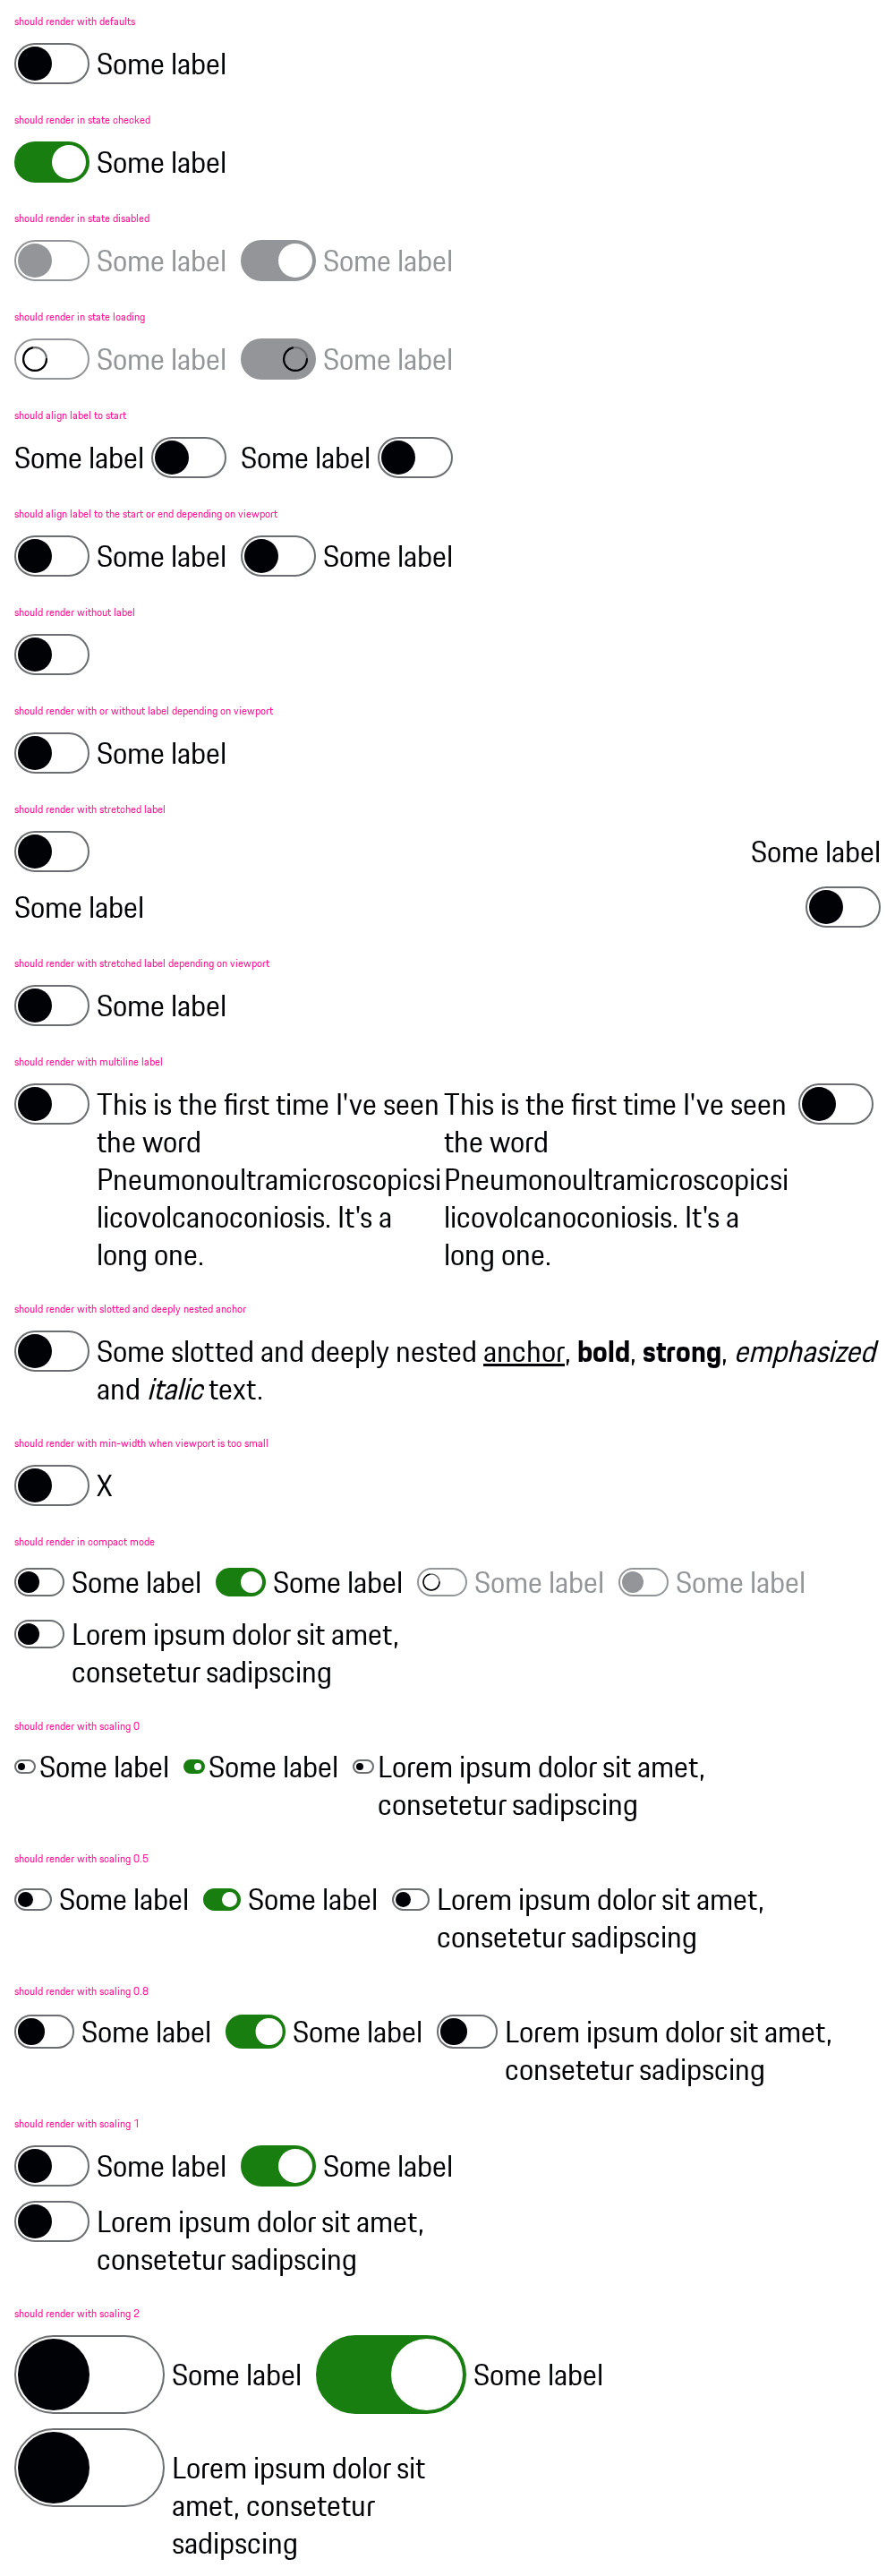 should render with defaults
Some label
should render in state checked
Some label
should render in state disabled
Some label Some label
should render in state loading
Some label Some label
should align label to start
Some label Some label
should align label to the start or end depending on viewport
Some label Some label
should render without label
should render with or without label depending on viewport
Some label
should render with stretched label
Some label
Some label
should render with stretched label depending on viewport
Some label
should render with multiline label
This is the first time I've seen
the word
Pneumonoultramicroscopicsi
licovolcanoconiosis. It's a
long one.
This is the first time I've seen
the word
Pneumonoultramicroscopicsi
licovolcanoconiosis. It's a
long one.
should render with slotted and deeply nested anchor
Some slotted and deeply nested anchor, bold, strong, emphasized
and italic text.
should render with min-width when viewport is too small
X
should render in compact mode
Some label Some label Some label Some label
Lorem ipsum dolor sit amet,
consetetur sadipscing
should render with scaling 0
Some label Some label Lorem ipsum dolor sit amet,
consetetur sadipscing
should render with scaling 0.5
Some label Some label Lorem ipsum dolor sit amet,
consetetur sadipscing
should render with scaling 0.8
Some label Some label Lorem ipsum dolor sit amet,
consetetur sadipscing
should render with scaling 1
Some label Some label
Lorem ipsum dolor sit amet,
consetetur sadipscing
should render with scaling 2
Some label Some label
Lorem ipsum dolor sit
amet, consetetur
sadipscing